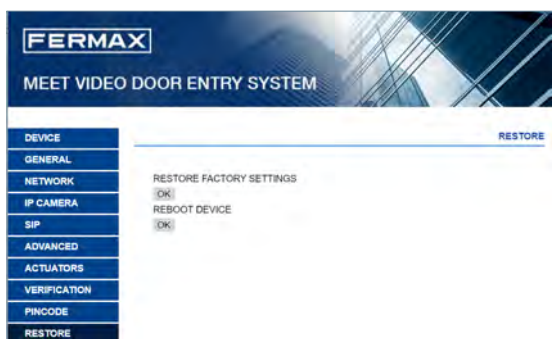 FERMAX
MEET VIDEO DOOR ENTRY SYSTEM
RESTORE
DEVICE
GENERAL
NETWORK
IP CAMERA
SIP
ADVANCED
ACTUATORS
VERIFICATION
PINCODE
RESTORE
RESTORE FACTORY SETTINGS
OK
REBOOT DEVICE
OK